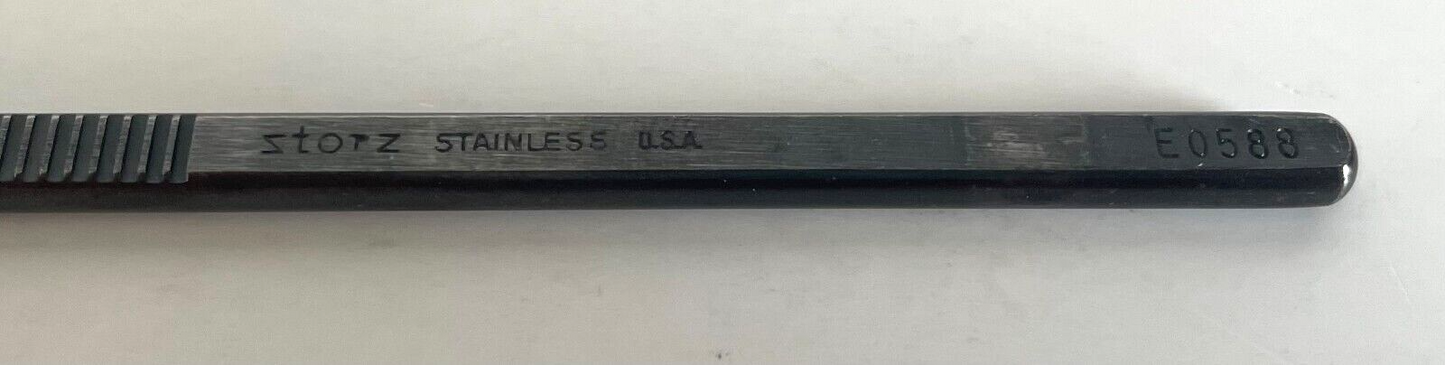 storz STAINLESS U.S.A. E0588